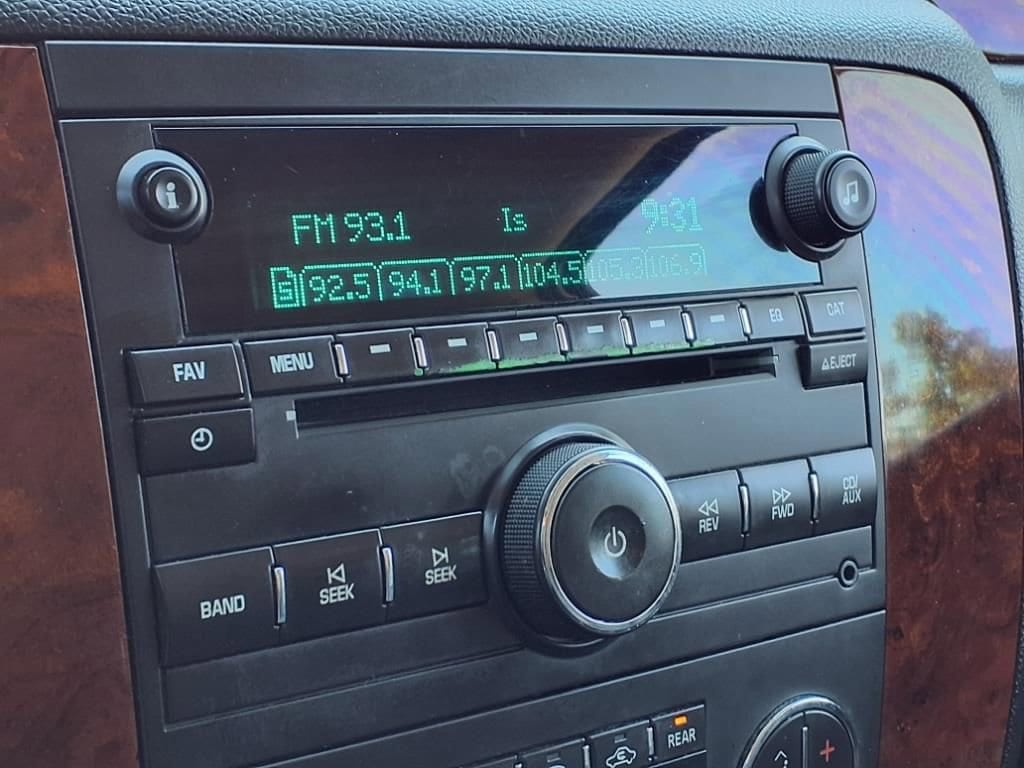 i
FM 93.1 Is 9:31
92.5 94.1 97.1 104.5 105.3 106.9
FAV MENU EQ CAT
EJECT
BAND SEEK SEEK REV FWD CD/
AUX
REAR